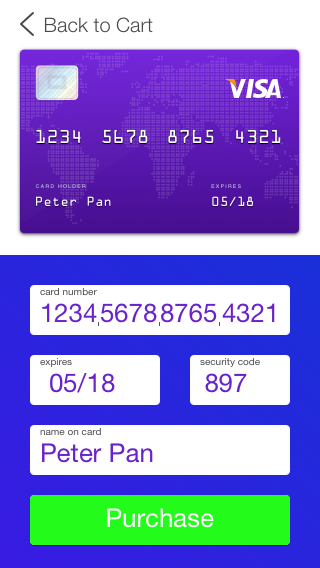 Back to Cart
VISA
1234 5678 8765 4321
CARD HOLDER
EXPIRES
Peter Pan
05/18
card number
1234 5678 8765 4321
expires
security code
05/18
897
name on card
Peter Pan
Purchase